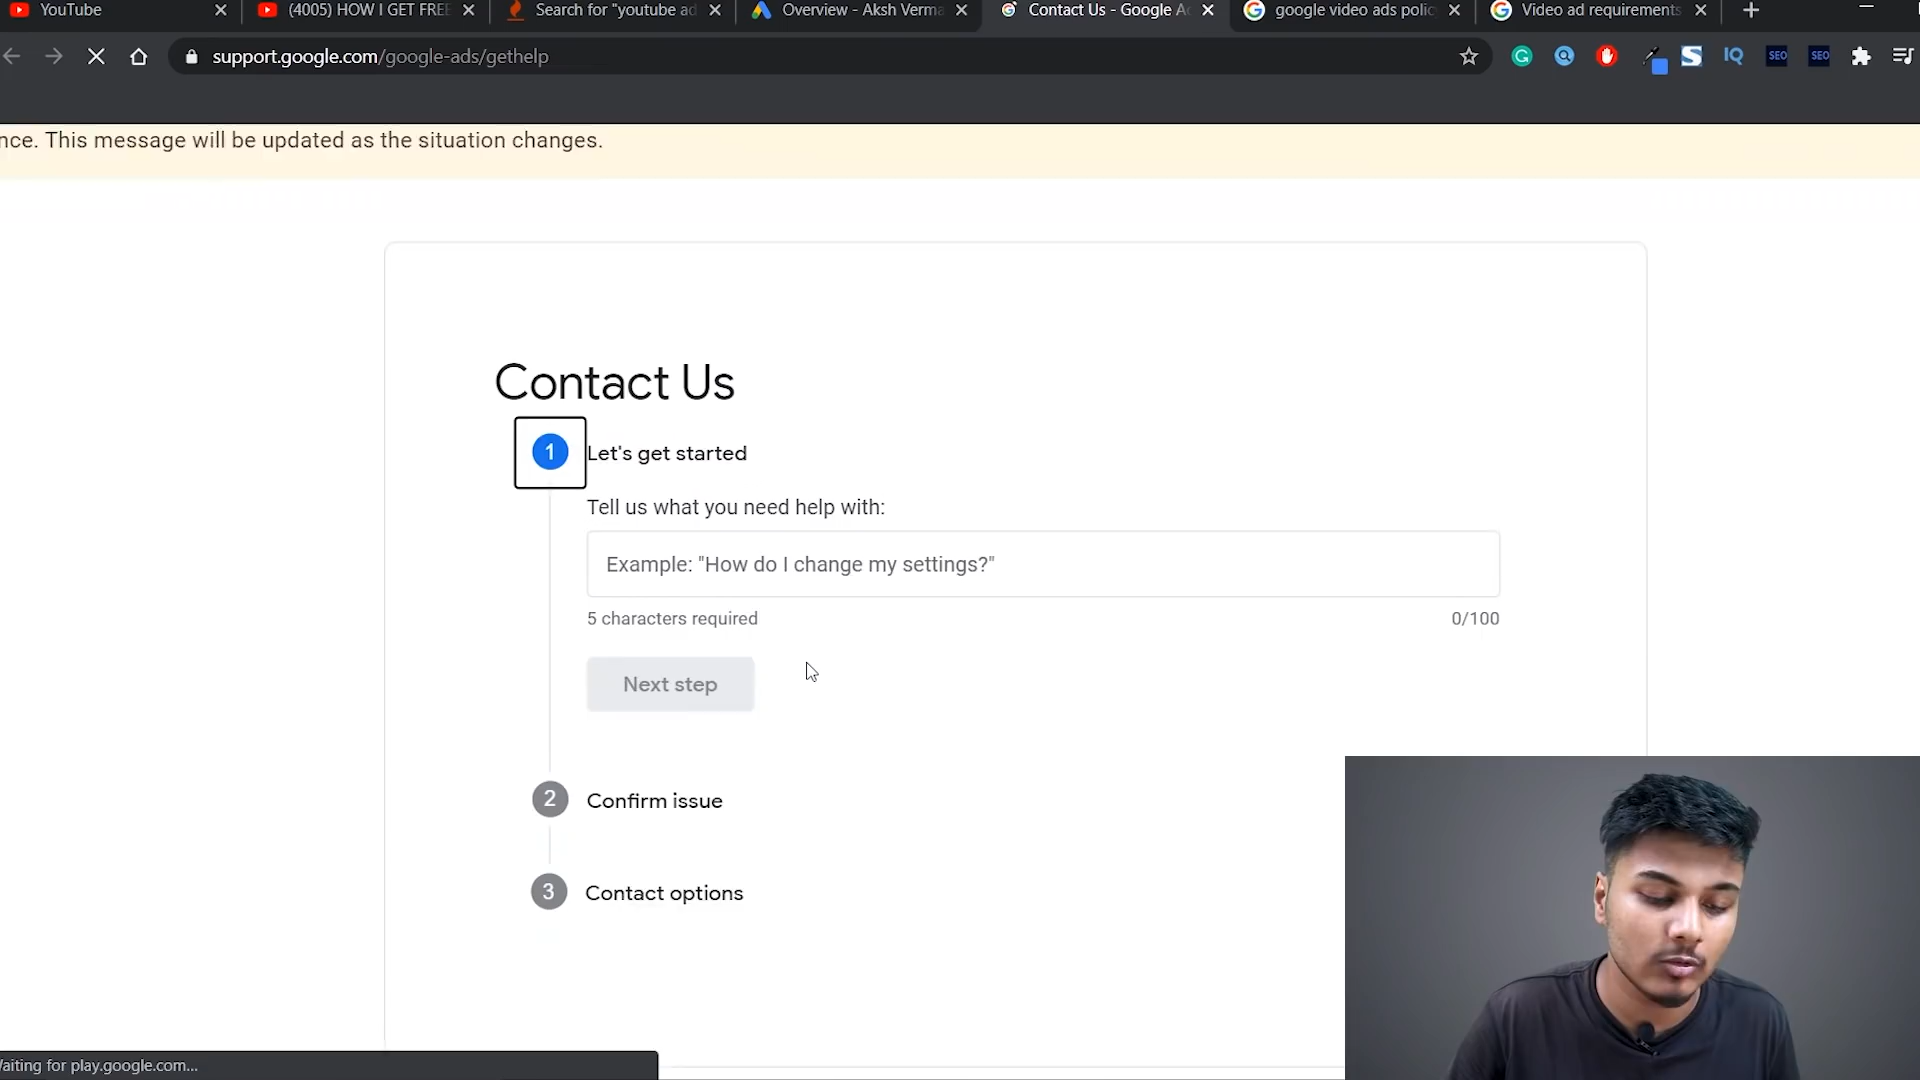 YouTube
(4005) HOW I GET FREE
Search for "youtube ad
Overview - Aksh Verma
Contact Us - Google A
google video ads polic
Video ad requirements
support.google.com/google-ads/gethelp
IQ
SEO
SEO
nce. This message will be updated as the situation changes.
Contact Us
1
Let's get started
Tell us what you need help with:
Example: "How do I change my settings?"
5 characters required
0/100
Next step
2
Confirm issue
3
Contact options
aiting for play.google.com...